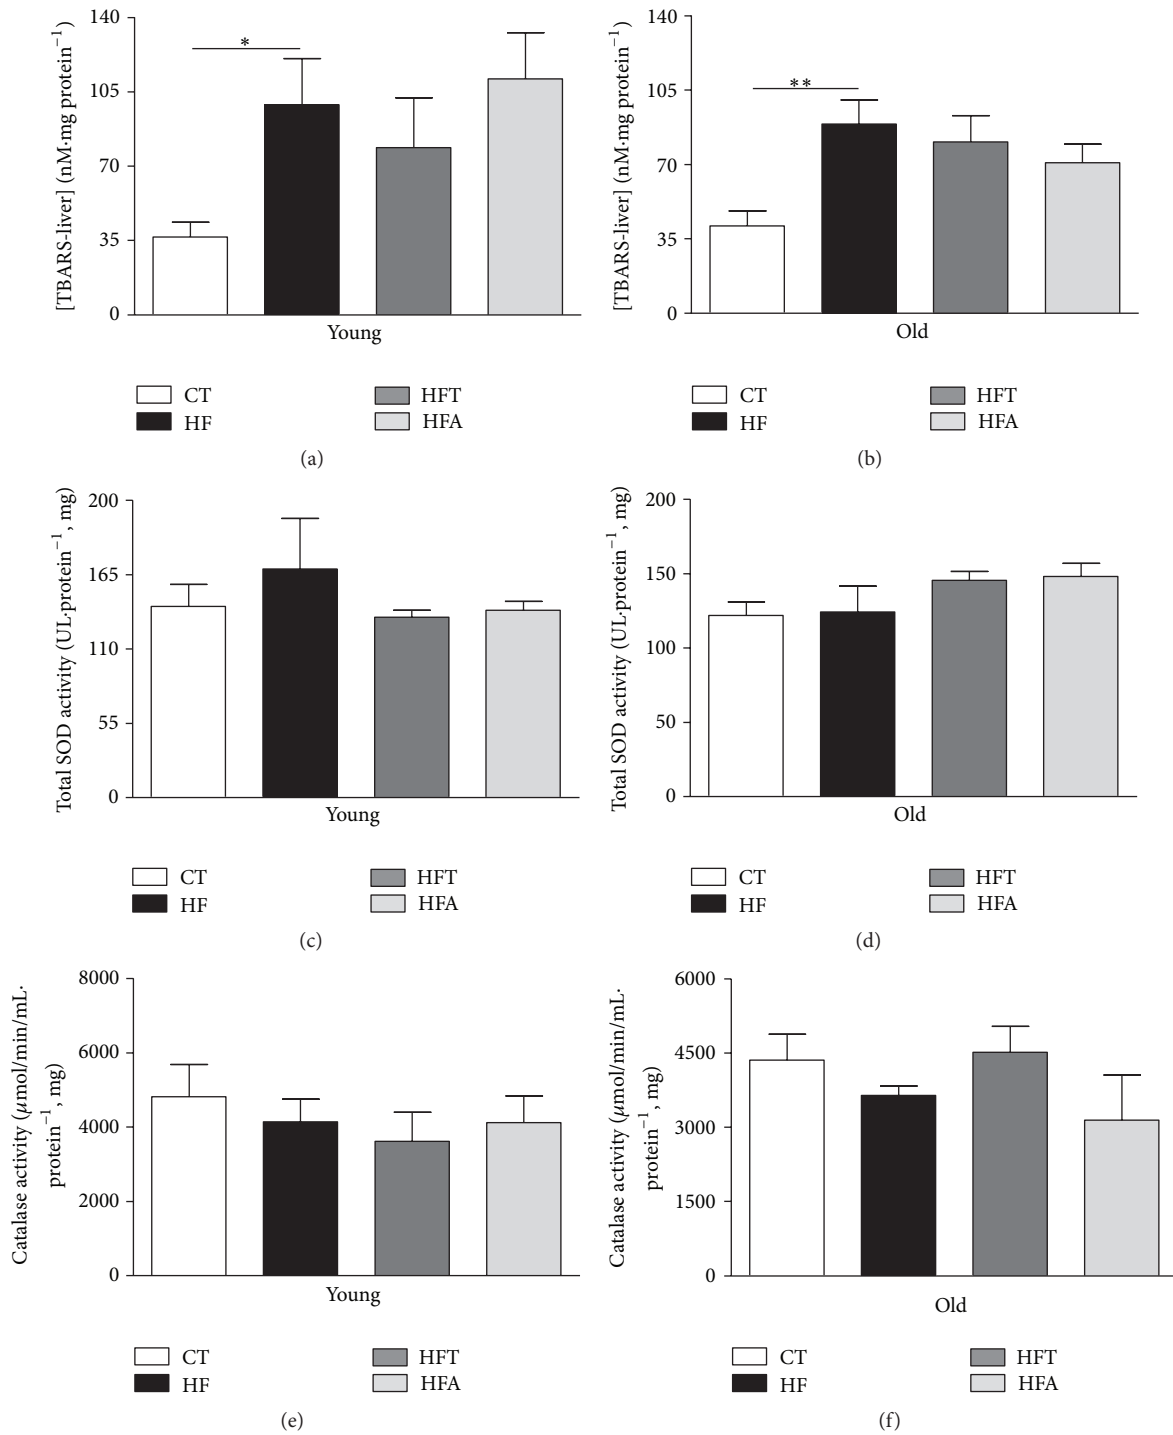 [TBARS-liver] (nM·mg protein⁻¹)
140
105
70
35
0
*
Young
CT
HF
HFT
HFA
(a)
[TBARS-liver] (nM·mg protein⁻¹)
140
105
70
35
0
**
Old
CT
HF
HFT
HFA
(b)
Total SOD activity (UL·protein⁻¹, mg)
200
165
110
55
0
Young
CT
HF
HFT
HFA
(c)
Total SOD activity (UL·protein⁻¹, mg)
200
150
100
50
0
Old
CT
HF
HFT
HFA
(d)
Catalase activity (μmol/min/mL·
protein⁻¹, mg)
8000
6000
4000
2000
0
Young
CT
HF
HFT
HFA
(e)
Catalase activity (μmol/min/mL·
protein⁻¹, mg)
6000
4500
3000
1500
0
Old
CT
HF
HFT
HFA
(f)